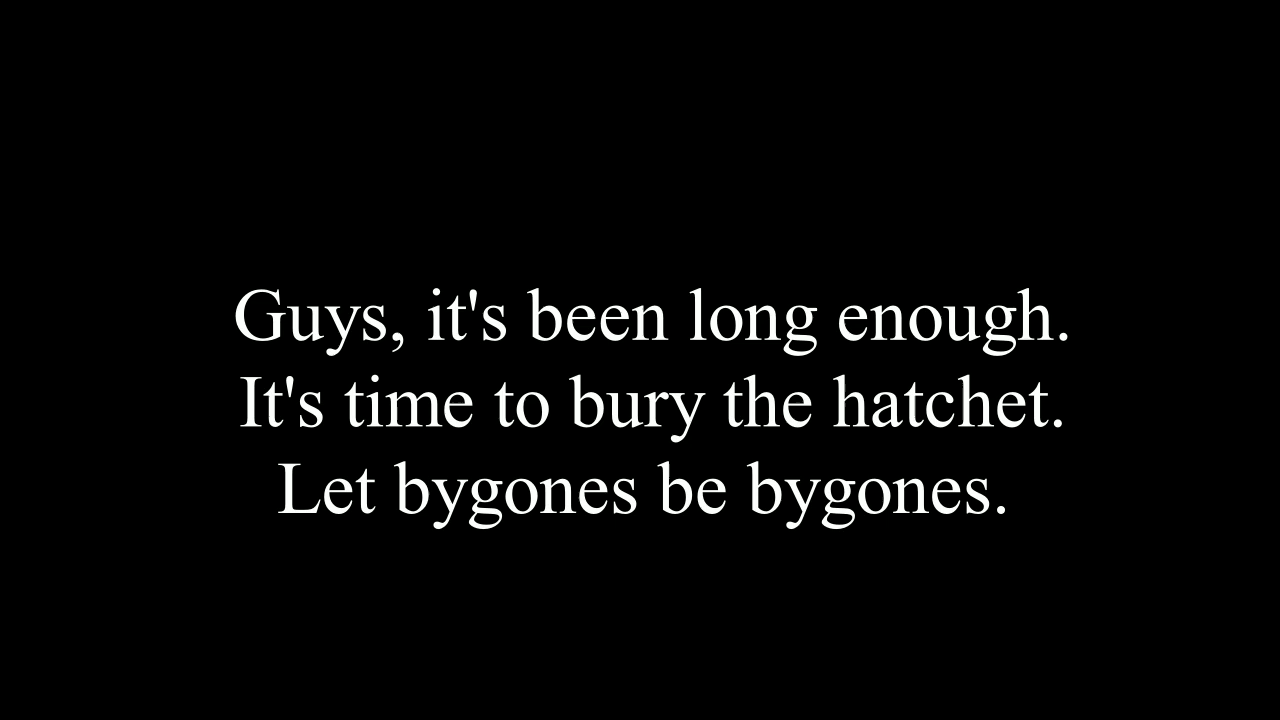 Guys, it's been long enough.
It's time to bury the hatchet.
Let bygones be bygones.